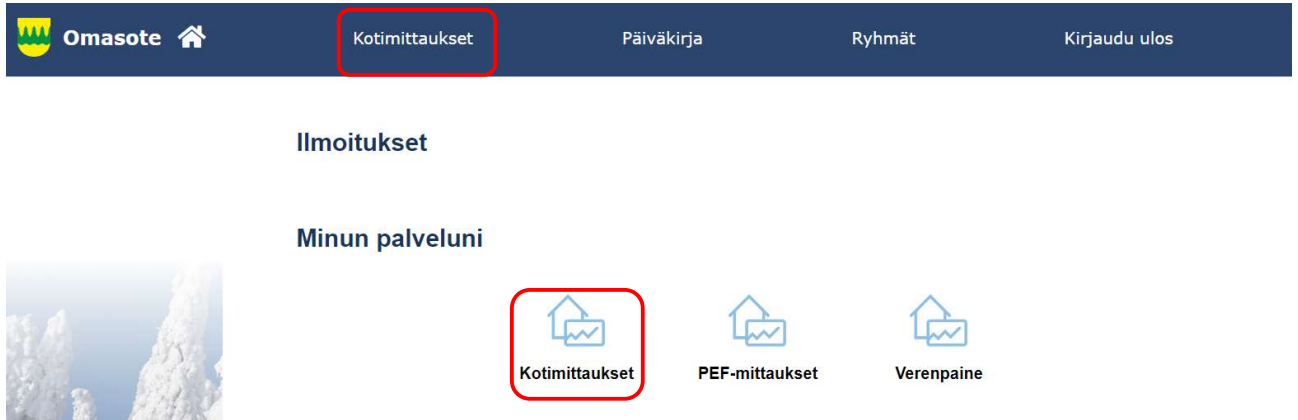 Omasote Kotimittaukset Päiväkirja Ryhmät Kirjaudu ulos
Ilmoitukset
Minun palveluni
Kotimittaukset PEF-mittaukset Verenpaine